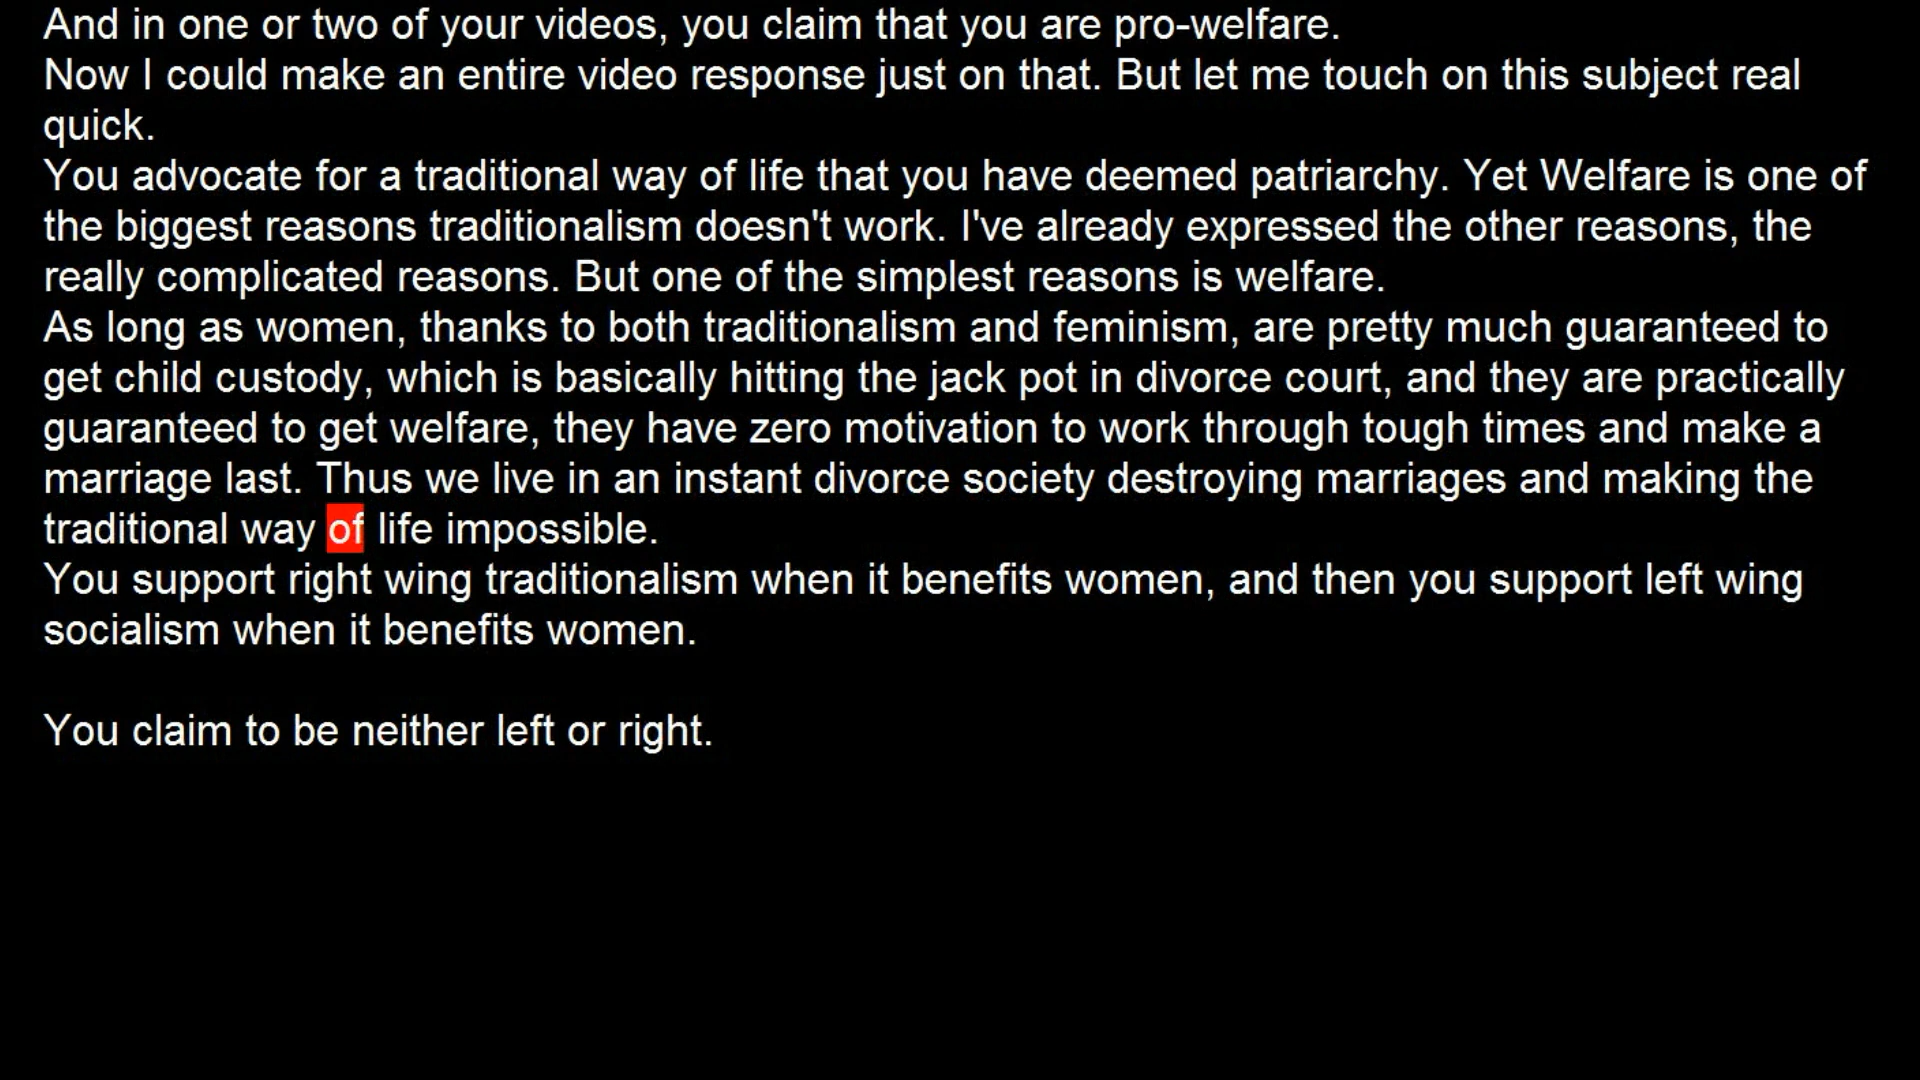 And in one or two of your videos, you claim that you are pro-welfare.
Now I could make an entire video response just on that. But let me touch on this subject real
quick.
You advocate for a traditional way of life that you have deemed patriarchy. Yet Welfare is one of
the biggest reasons traditionalism doesn't work. I've already expressed the other reasons, the
really complicated reasons. But one of the simplest reasons is welfare.
As long as women, thanks to both traditionalism and feminism, are pretty much guaranteed to
get child custody, which is basically hitting the jack pot in divorce court, and they are practically
guaranteed to get welfare, they have zero motivation to work through tough times and make a
marriage last. Thus we live in an instant divorce society destroying marriages and making the
traditional way of life impossible.
You support right wing traditionalism when it benefits women, and then you support left wing
socialism when it benefits women.
You claim to be neither left or right.